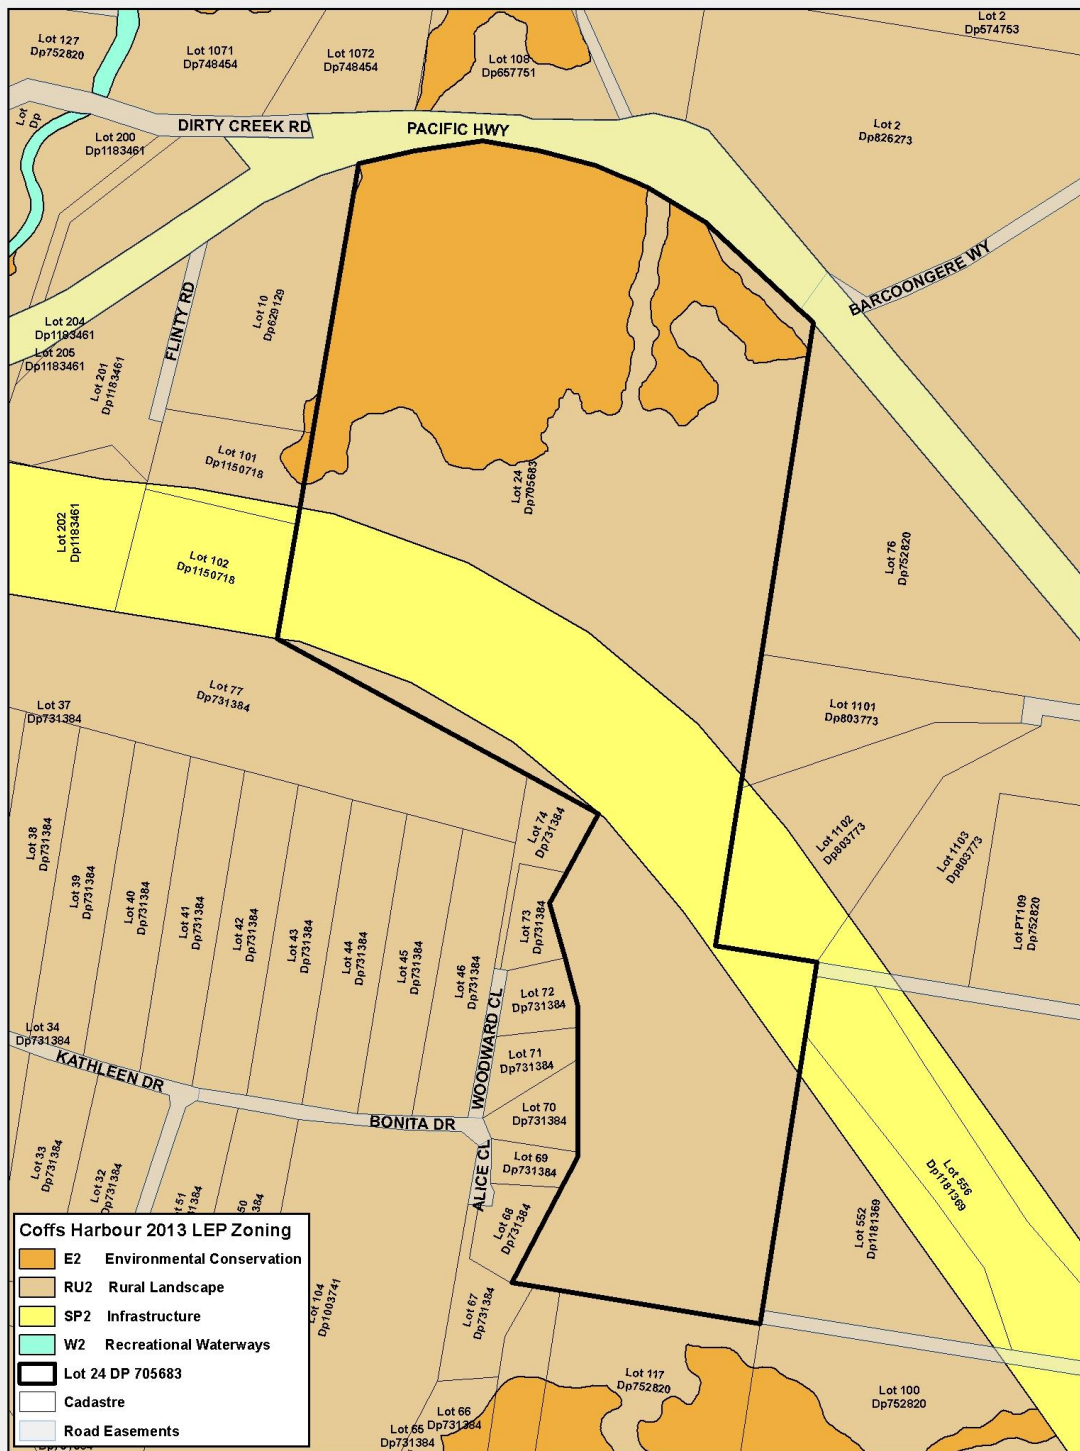 Lot 127
Dp752820
Lot 1071
Dp748454
Lot 1072
Dp748454
Lot 108
Dp657751
Lot 2
Dp574753
Lot
Dp
Lot 200
Dp1183461
DIRTY CREEK RD
PACIFIC HWY
Lot 2
Dp826273
BARCOONGERE WY
Lot 204
Dp1183461
Lot 205
Dp1183461
Lot 201
Dp1183461
FLINTY RD
Lot 10
Dp629129
Lot 101
Dp1150718
Lot 24
Dp705683
Lot 202
Dp1183461
Lot 102
Dp1150718
Lot 76
Dp752820
Lot 77
Dp731384
Lot 37
Dp731384
Lot 1101
Dp803773
Lot 1102
Dp803773
Lot 1103
Dp803773
Lot PT109
Dp752820
Lot 38
Dp731384
Lot 39
Dp731384
Lot 40
Dp731384
Lot 41
Dp731384
Lot 42
Dp731384
Lot 43
Dp731384
Lot 44
Dp731384
Lot 45
Dp731384
Lot 46
Dp731384
Lot 74
Dp731384
Lot 73
Dp731384
Lot 72
Dp731384
Lot 71
Dp731384
Lot 70
Dp731384
Lot 69
Dp731384
Lot 68
Dp731384
WOODWARD CL
Lot 34
Dp731384
KATHLEEN DR
BONITA DR
ALICE CL
Lot 33
Dp731384
Lot 32
Dp731384
t 51
384
50
384
Lot 556
Dp1181369
Lot 552
Dp1181369
ot 104
Dp1003741
Lot 67
Dp731384
Lot 117
Dp752820
Lot 100
Dp752820
Lot 66
Dp731384
Lot 65
Dp731384
Coffs Harbour 2013 LEP Zoning
E2 Environmental Conservation
RU2 Rural Landscape
SP2 Infrastructure
W2 Recreational Waterways
Lot 24 DP 705683
Cadastre
Road Easements